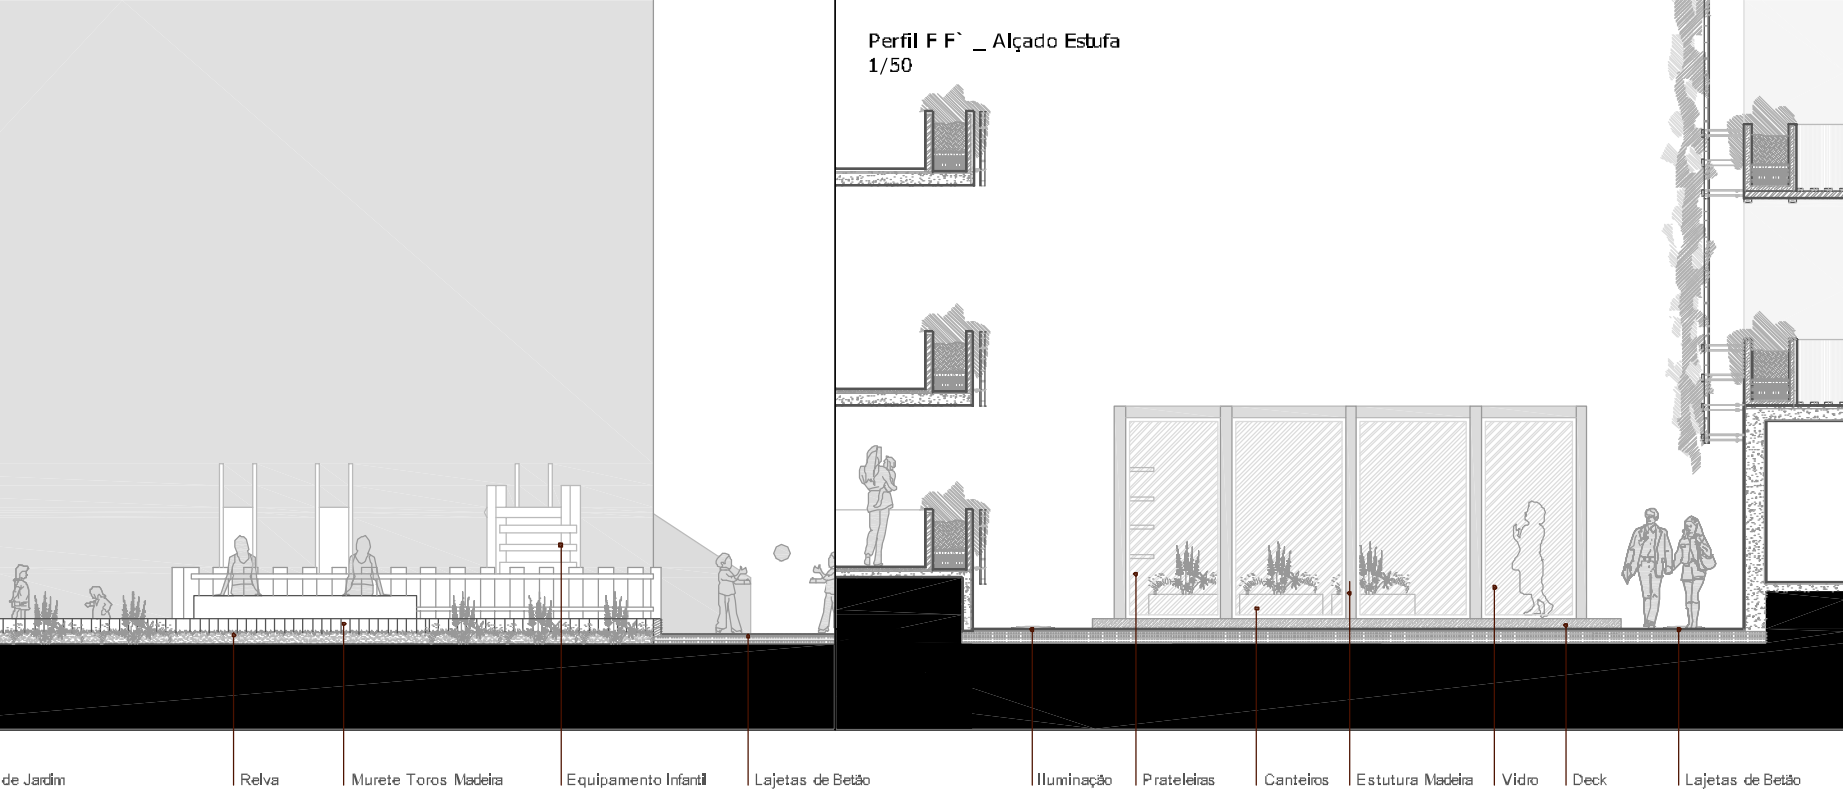 Perfil F F` _ Alçado Estufa
1/50
de Jardim
Relva
Murete Toros Madeira
Equipamento Infantil
Lajetas de Betão
Iluminação
Prateleiras
Canteiros
Estutura Madeira
Vidro
Deck
Lajetas de Betão